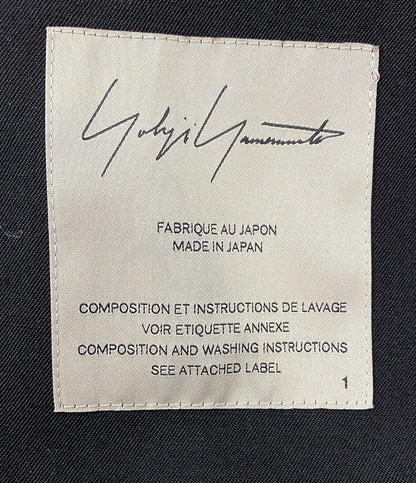 Yohji Yamamoto
FABRIQUE AU JAPON
MADE IN JAPAN
COMPOSITION ET INSTRUCTIONS DE LAVAGE
VOIR ETIQUETTE ANNEXE
COMPOSITION AND WASHING INSTRUCTIONS
SEE ATTACHED LABEL
1